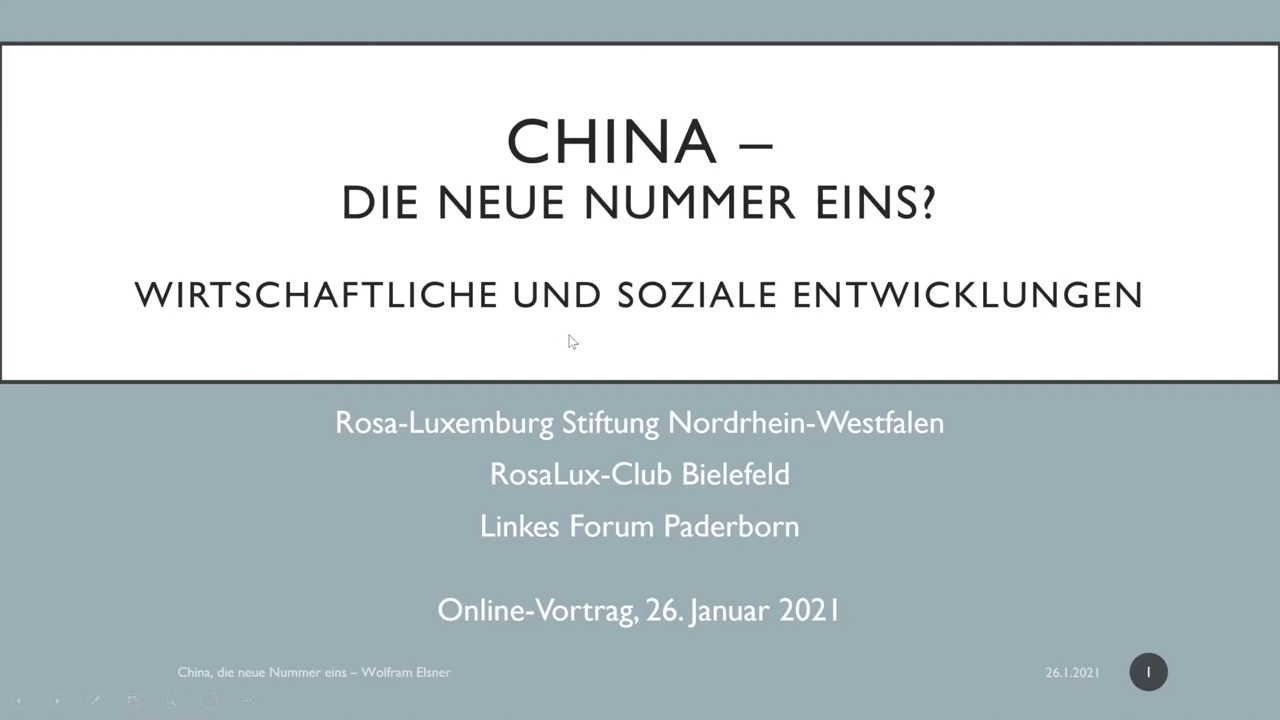 CHINA –
DIE NEUE NUMMER EINS?
WIRTSCHAFTLICHE UND SOZIALE ENTWICKLUNGEN
Rosa-Luxemburg Stiftung Nordrhein-Westfalen
RosaLux-Club Bielefeld
Linkes Forum Paderborn
Online-Vortrag, 26. Januar 2021
China, die neue Nummer eins – Wolfram Elsner
26.1.2021
1